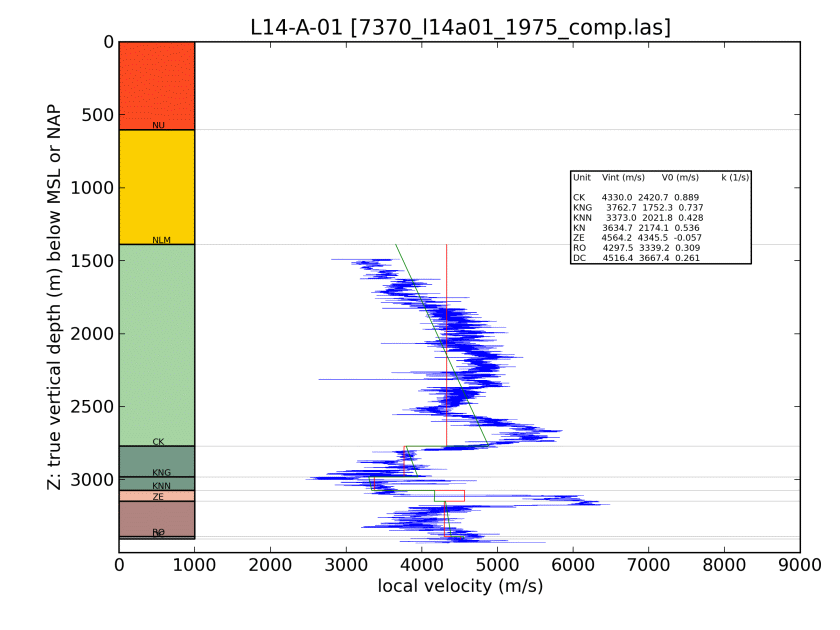 L14-A-01 [7370_l14a01_1975_comp.las]
Z: true vertical depth (m) below MSL or NAP
0
500
1000
1500
2000
2500
3000
NU
NLM
CK
KNG
KNN
ZE
RO
Unit Vint (m/s) V0 (m/s) k (1/s)
CK 4330.0 2420.7 0.889
KNG 3762.7 1752.3 0.737
KNN 3373.0 2021.8 0.428
KN 3634.7 2174.1 0.536
ZE 4564.2 4345.5 -0.057
RO 4297.5 3339.2 0.309
DC 4516.4 3667.4 0.261
0 1000 2000 3000 4000 5000 6000 7000 8000 9000
local velocity (m/s)